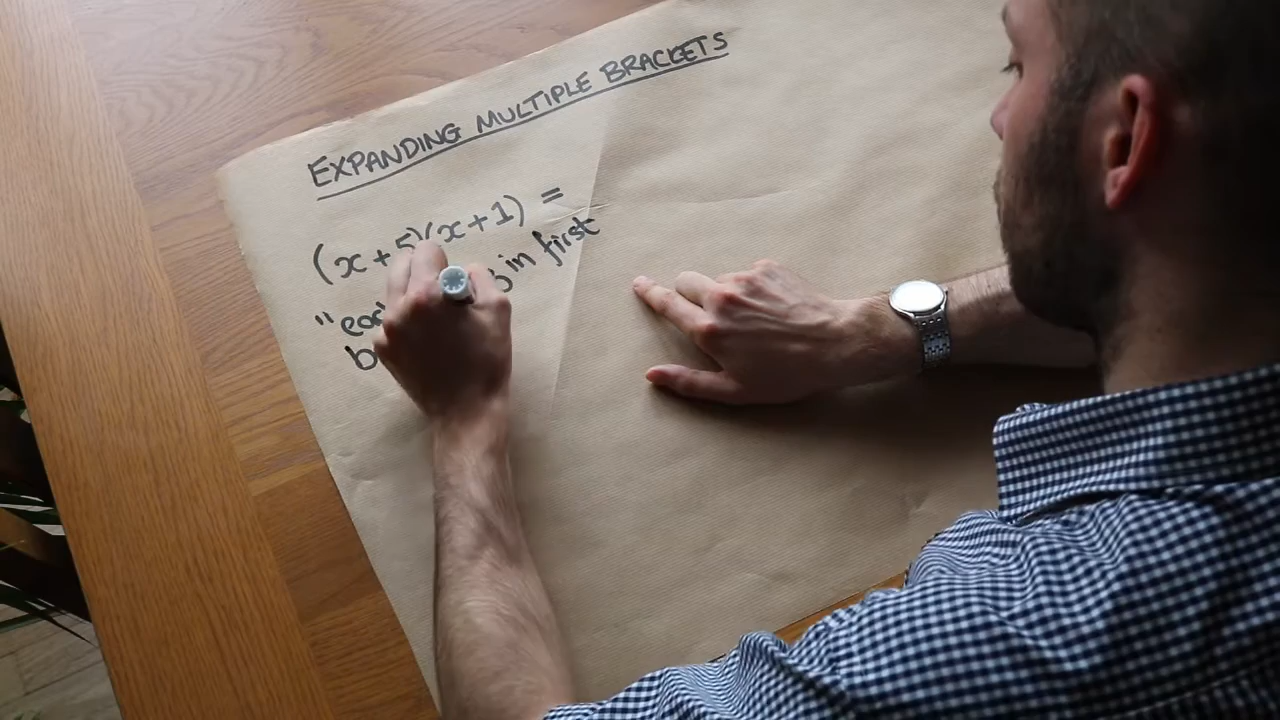 EXPANDING MULTIPLE BRACKETS
(x+5)(x+1) =
in first